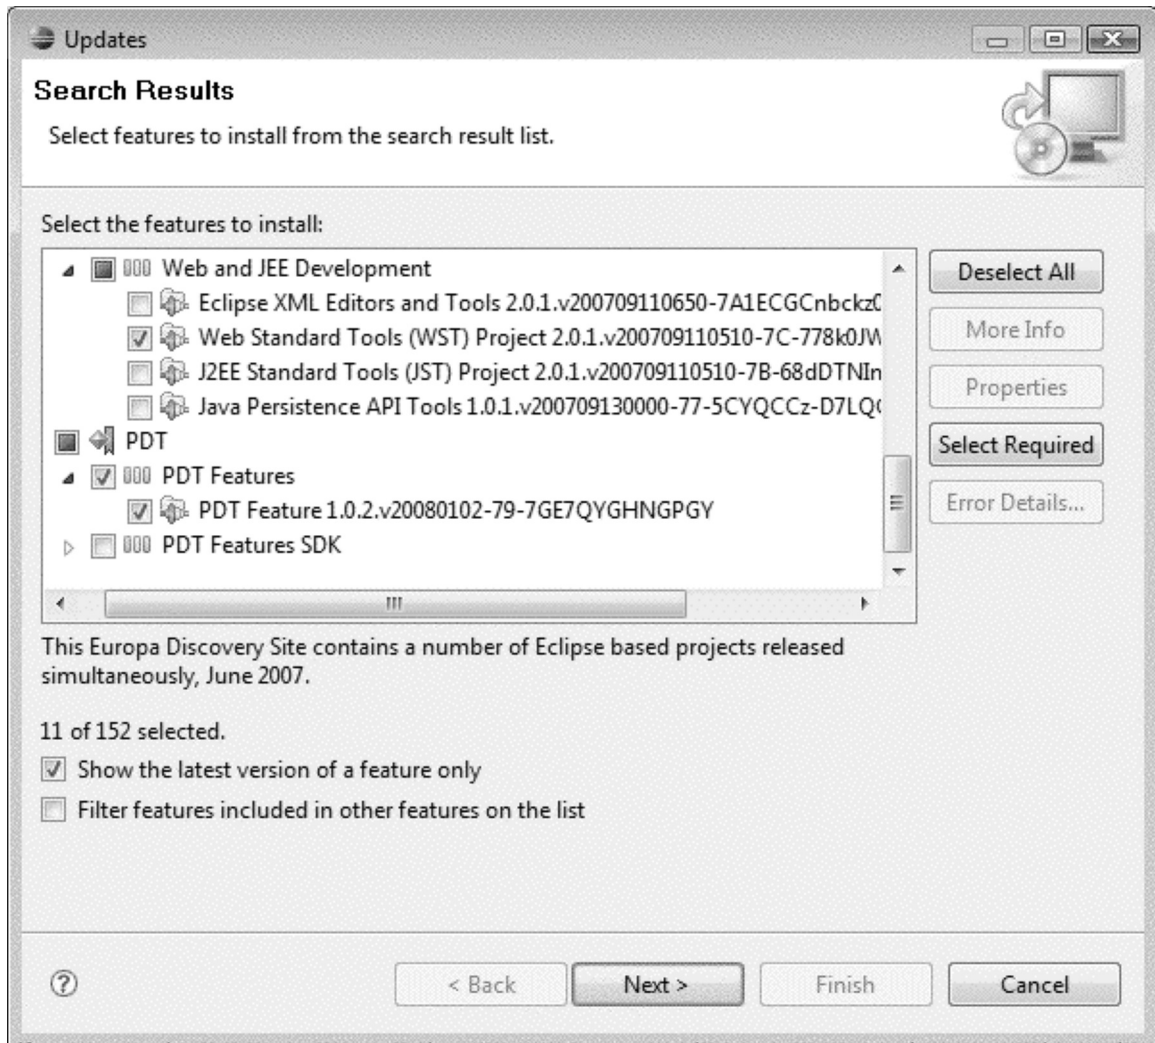 Updates
Search Results
Select features to install from the search result list.
Select the features to install:
Web and JEE Development
Eclipse XML Editors and Tools 2.0.1.v200709110650-7A1ECGCnbckz0
Web Standard Tools (WST) Project 2.0.1.v200709110510-7C-778k0JW
J2EE Standard Tools (JST) Project 2.0.1.v200709110510-7B-68dDTNIn
Java Persistence API Tools 1.0.1.v200709130000-77-5CYQCCz-D7LQ
PDT
PDT Features
PDT Feature 1.0.2.v20080102-79-7GE7QYGHNGPGY
PDT Features SDK
Deselect All
More Info
Properties
Select Required
Error Details...
This Europa Discovery Site contains a number of Eclipse based projects released
simultaneously, June 2007.
11 of 152 selected.
Show the latest version of a feature only
Filter features included in other features on the list
?
< Back
Next >
Finish
Cancel